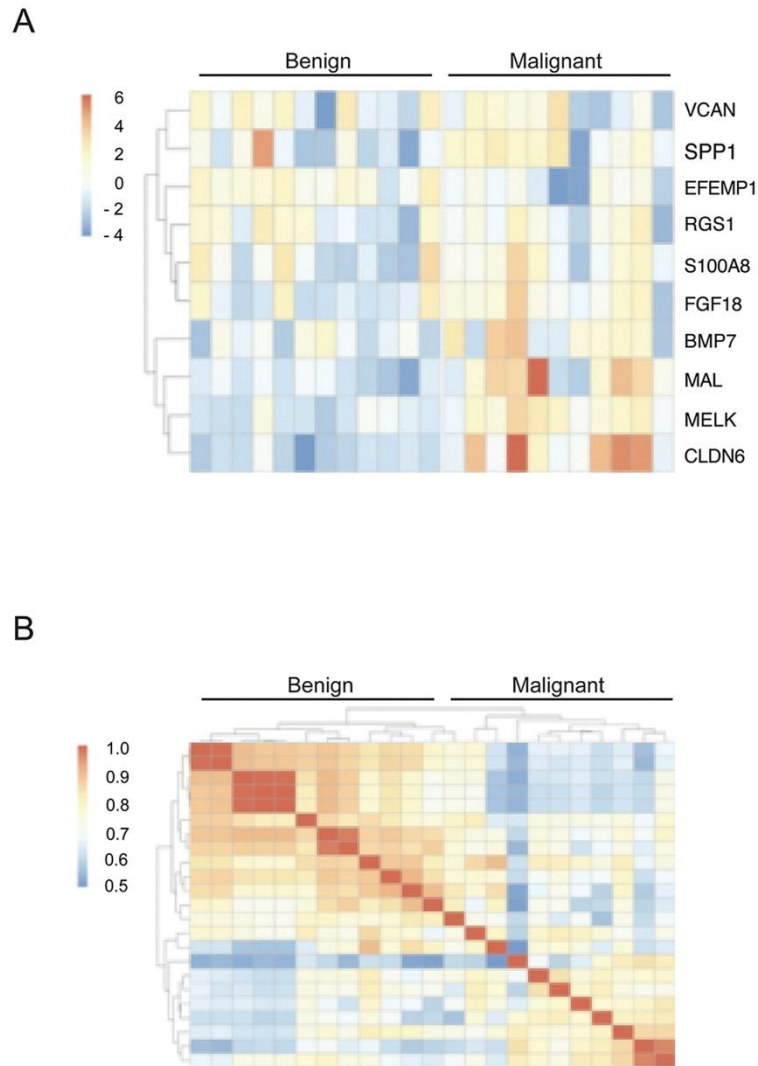 A
Benign Malignant
6
4
2
0
- 2
- 4
VCAN
SPP1
EFEMP1
RGS1
S100A8
FGF18
BMP7
MAL
MELK
CLDN6
B
Benign Malignant
1.0
0.9
0.8
0.7
0.6
0.5